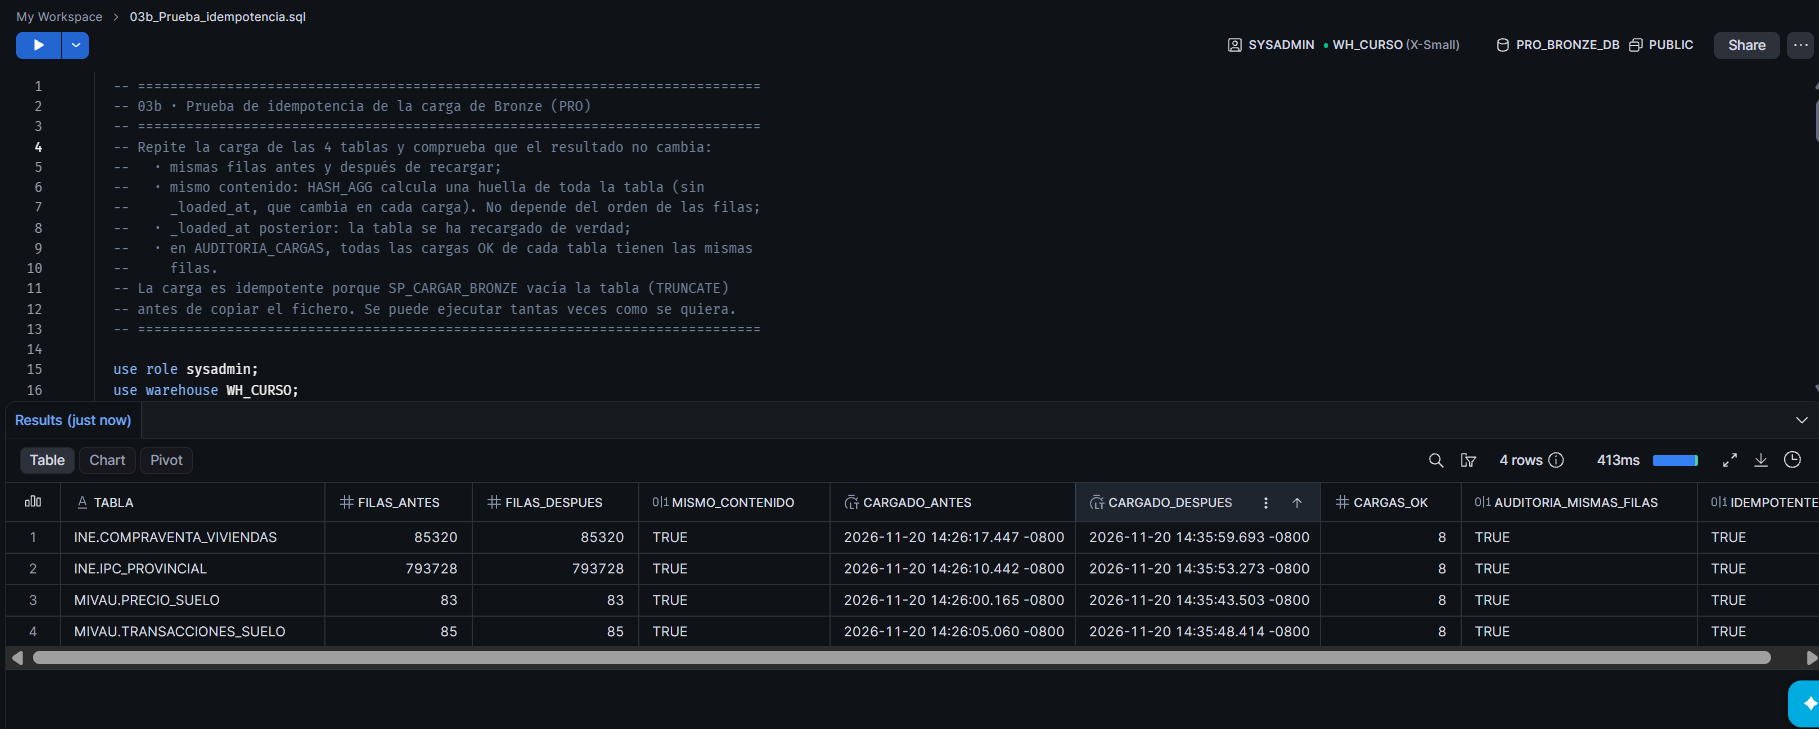 My Workspace > 03b_Prueba_idempotencia.sql
SYSADMIN WH_CURSO (X-Small) PRO_BRONZE_DB PUBLIC Share ...
1 -- =============================================================================
2 -- 03b · Prueba de idempotencia de la carga de Bronze (PRO)
3 -- =============================================================================
4 -- Repite la carga de las 4 tablas y comprueba que el resultado no cambia:
5 -- · mismas filas antes y después de recargar;
6 -- · mismo contenido: HASH_AGG calcula una huella de toda la tabla (sin
7 -- _loaded_at, que cambia en cada carga). No depende del orden de las filas;
8 -- · _loaded_at posterior: la tabla se ha recargado de verdad;
9 -- · en AUDITORIA_CARGAS, todas las cargas OK de cada tabla tienen las mismas
10 -- filas.
11 -- La carga es idempotente porque SP_CARGAR_BRONZE vacía la tabla (TRUNCATE)
12 -- antes de copiar el fichero. Se puede ejecutar tantas veces como se quiera.
13 -- =============================================================================
14
15 use role sysadmin;
16 use warehouse WH_CURSO;
Results (just now)
Table Chart Pivot 4 rows 413ms
TABLA FILAS_ANTES FILAS_DESPUES MISMO_CONTENIDO CARGADO_ANTES CARGADO_DESPUES CARGAS_OK AUDITORIA_MISMAS_FILAS IDEMPOTENTE
1 INE.COMPRAVENTA_VIVIENDAS 85320 85320 TRUE 2026-11-20 14:26:17.447 -0800 2026-11-20 14:35:59.693 -0800 8 TRUE TRUE
2 INE.IPC_PROVINCIAL 793728 793728 TRUE 2026-11-20 14:26:10.442 -0800 2026-11-20 14:35:53.273 -0800 8 TRUE TRUE
3 MIVAU.PRECIO_SUELO 83 83 TRUE 2026-11-20 14:26:00.165 -0800 2026-11-20 14:35:43.503 -0800 8 TRUE TRUE
4 MIVAU.TRANSACCIONES_SUELO 85 85 TRUE 2026-11-20 14:26:05.060 -0800 2026-11-20 14:35:48.414 -0800 8 TRUE TRUE